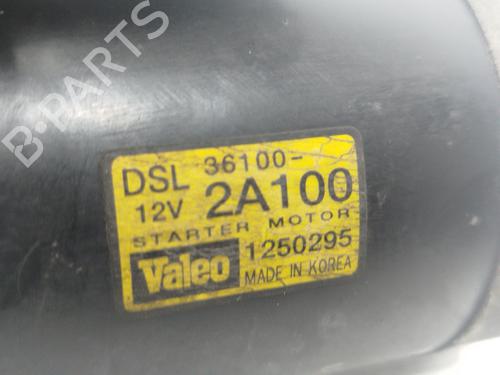 DSL 36100-
12V 2A100
STARTER MOTOR
Valeo 1250295
MADE IN KOREA
B-PARTS